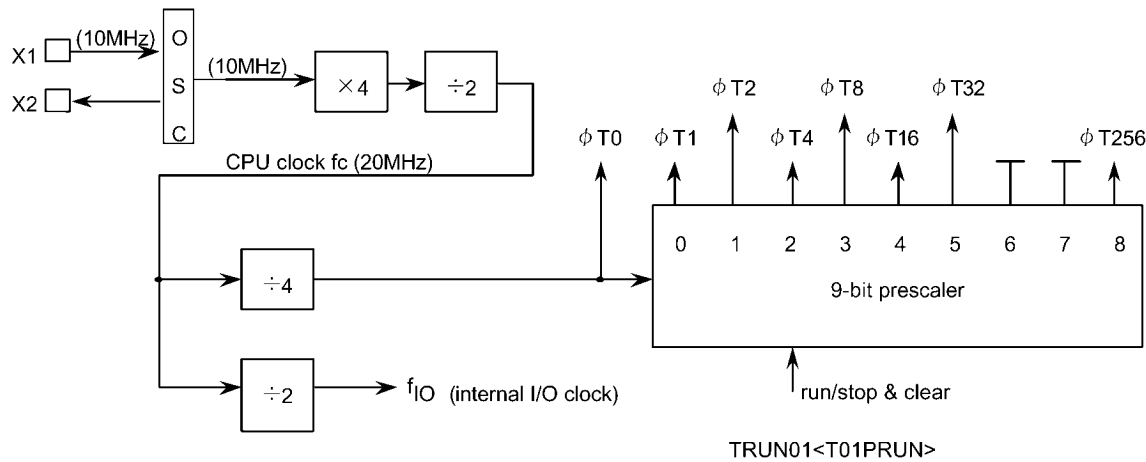 X1 (10MHz)
X2
O
S
C
(10MHz)
×4
÷2
CPU clock fc (20MHz)
ϕT2 ϕT8 ϕT32
ϕT0 ϕT1 ϕT4 ϕT16 ϕT256
0 1 2 3 4 5 6 7 8
9-bit prescaler
÷4
÷2
fIO (internal I/O clock)
run/stop & clear
TRUN01<T01PRUN>